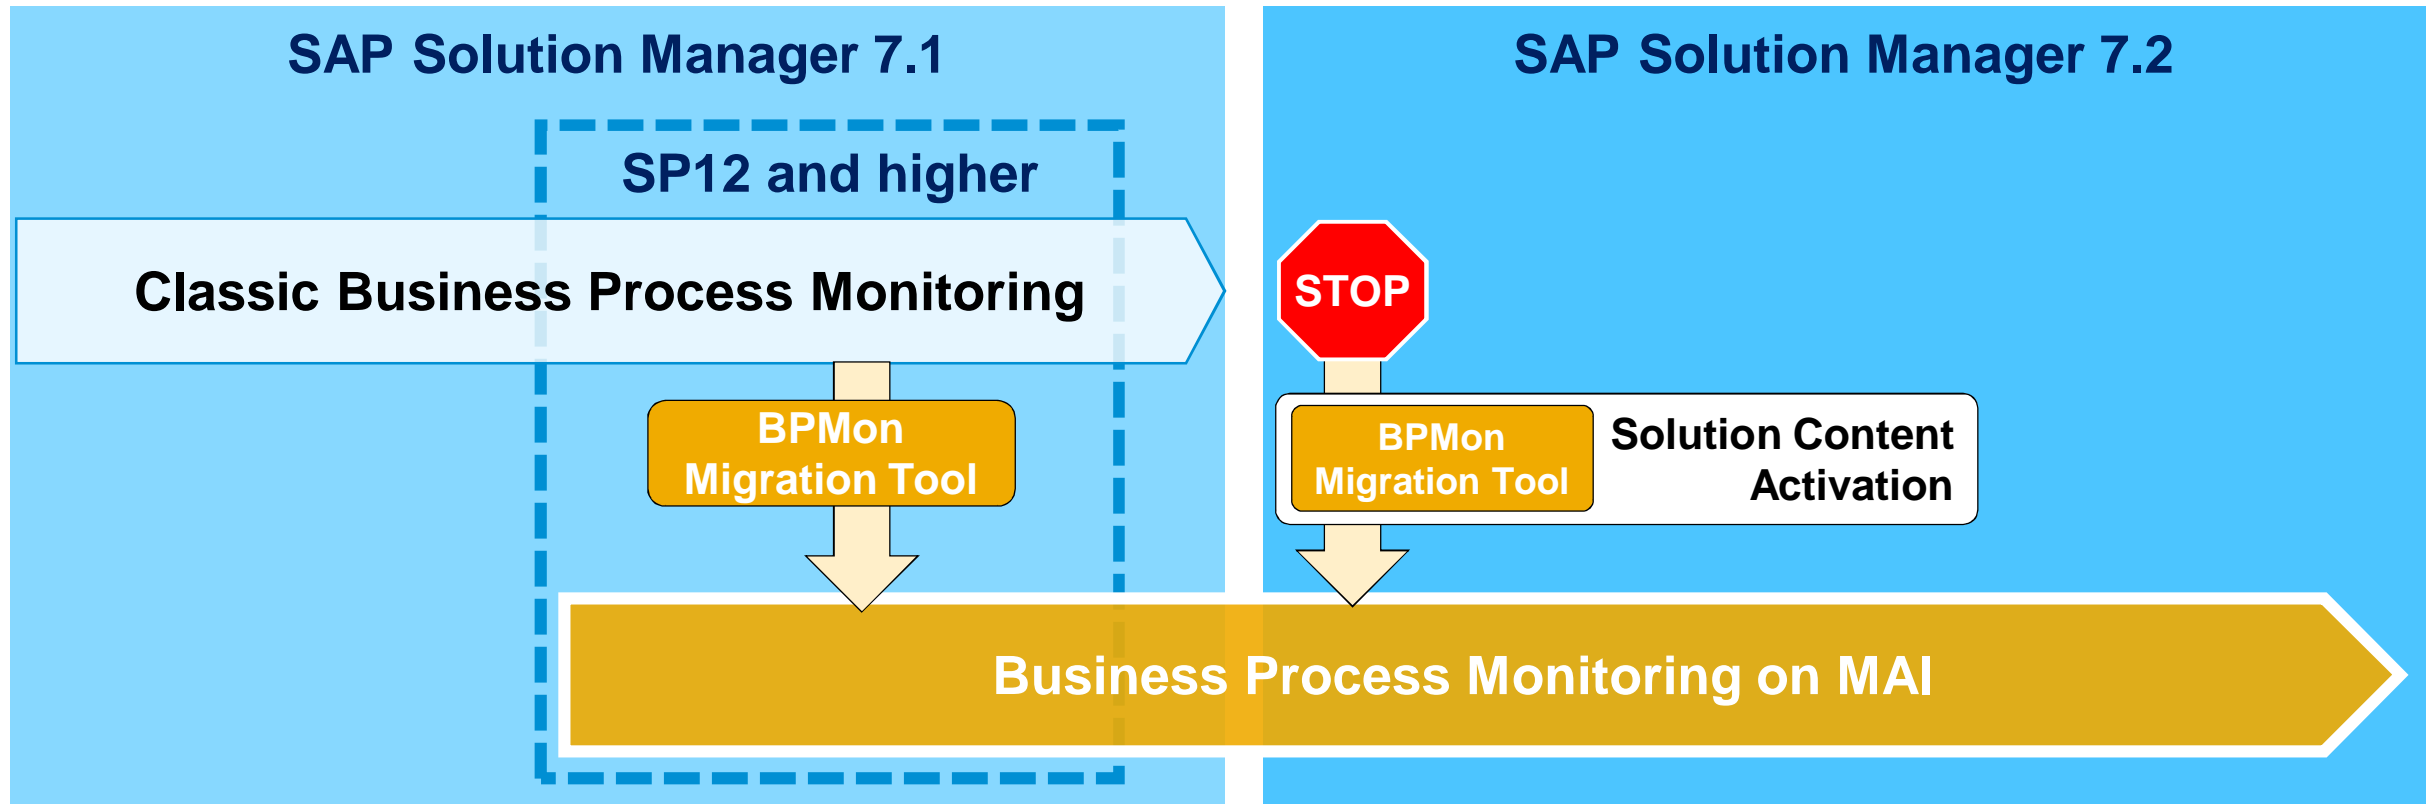 SAP Solution Manager 7.1
SAP Solution Manager 7.2
SP12 and higher
Classic Business Process Monitoring
STOP
BPMon
Migration Tool
BPMon
Migration Tool
Solution Content
Activation
Business Process Monitoring on MAI